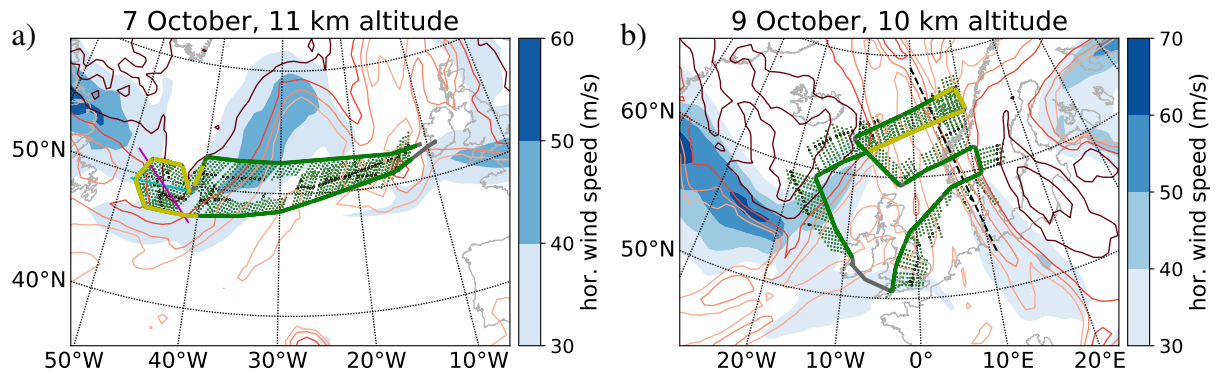 a)
7 October, 11 km altitude
50°N
40°N
50°W
40°W
30°W
20°W
10°W
60
50
40
30
hor. wind speed (m/s)
b)
9 October, 10 km altitude
60°N
50°N
20°W
10°W
0°
10°E
20°E
70
60
50
40
30
hor. wind speed (m/s)